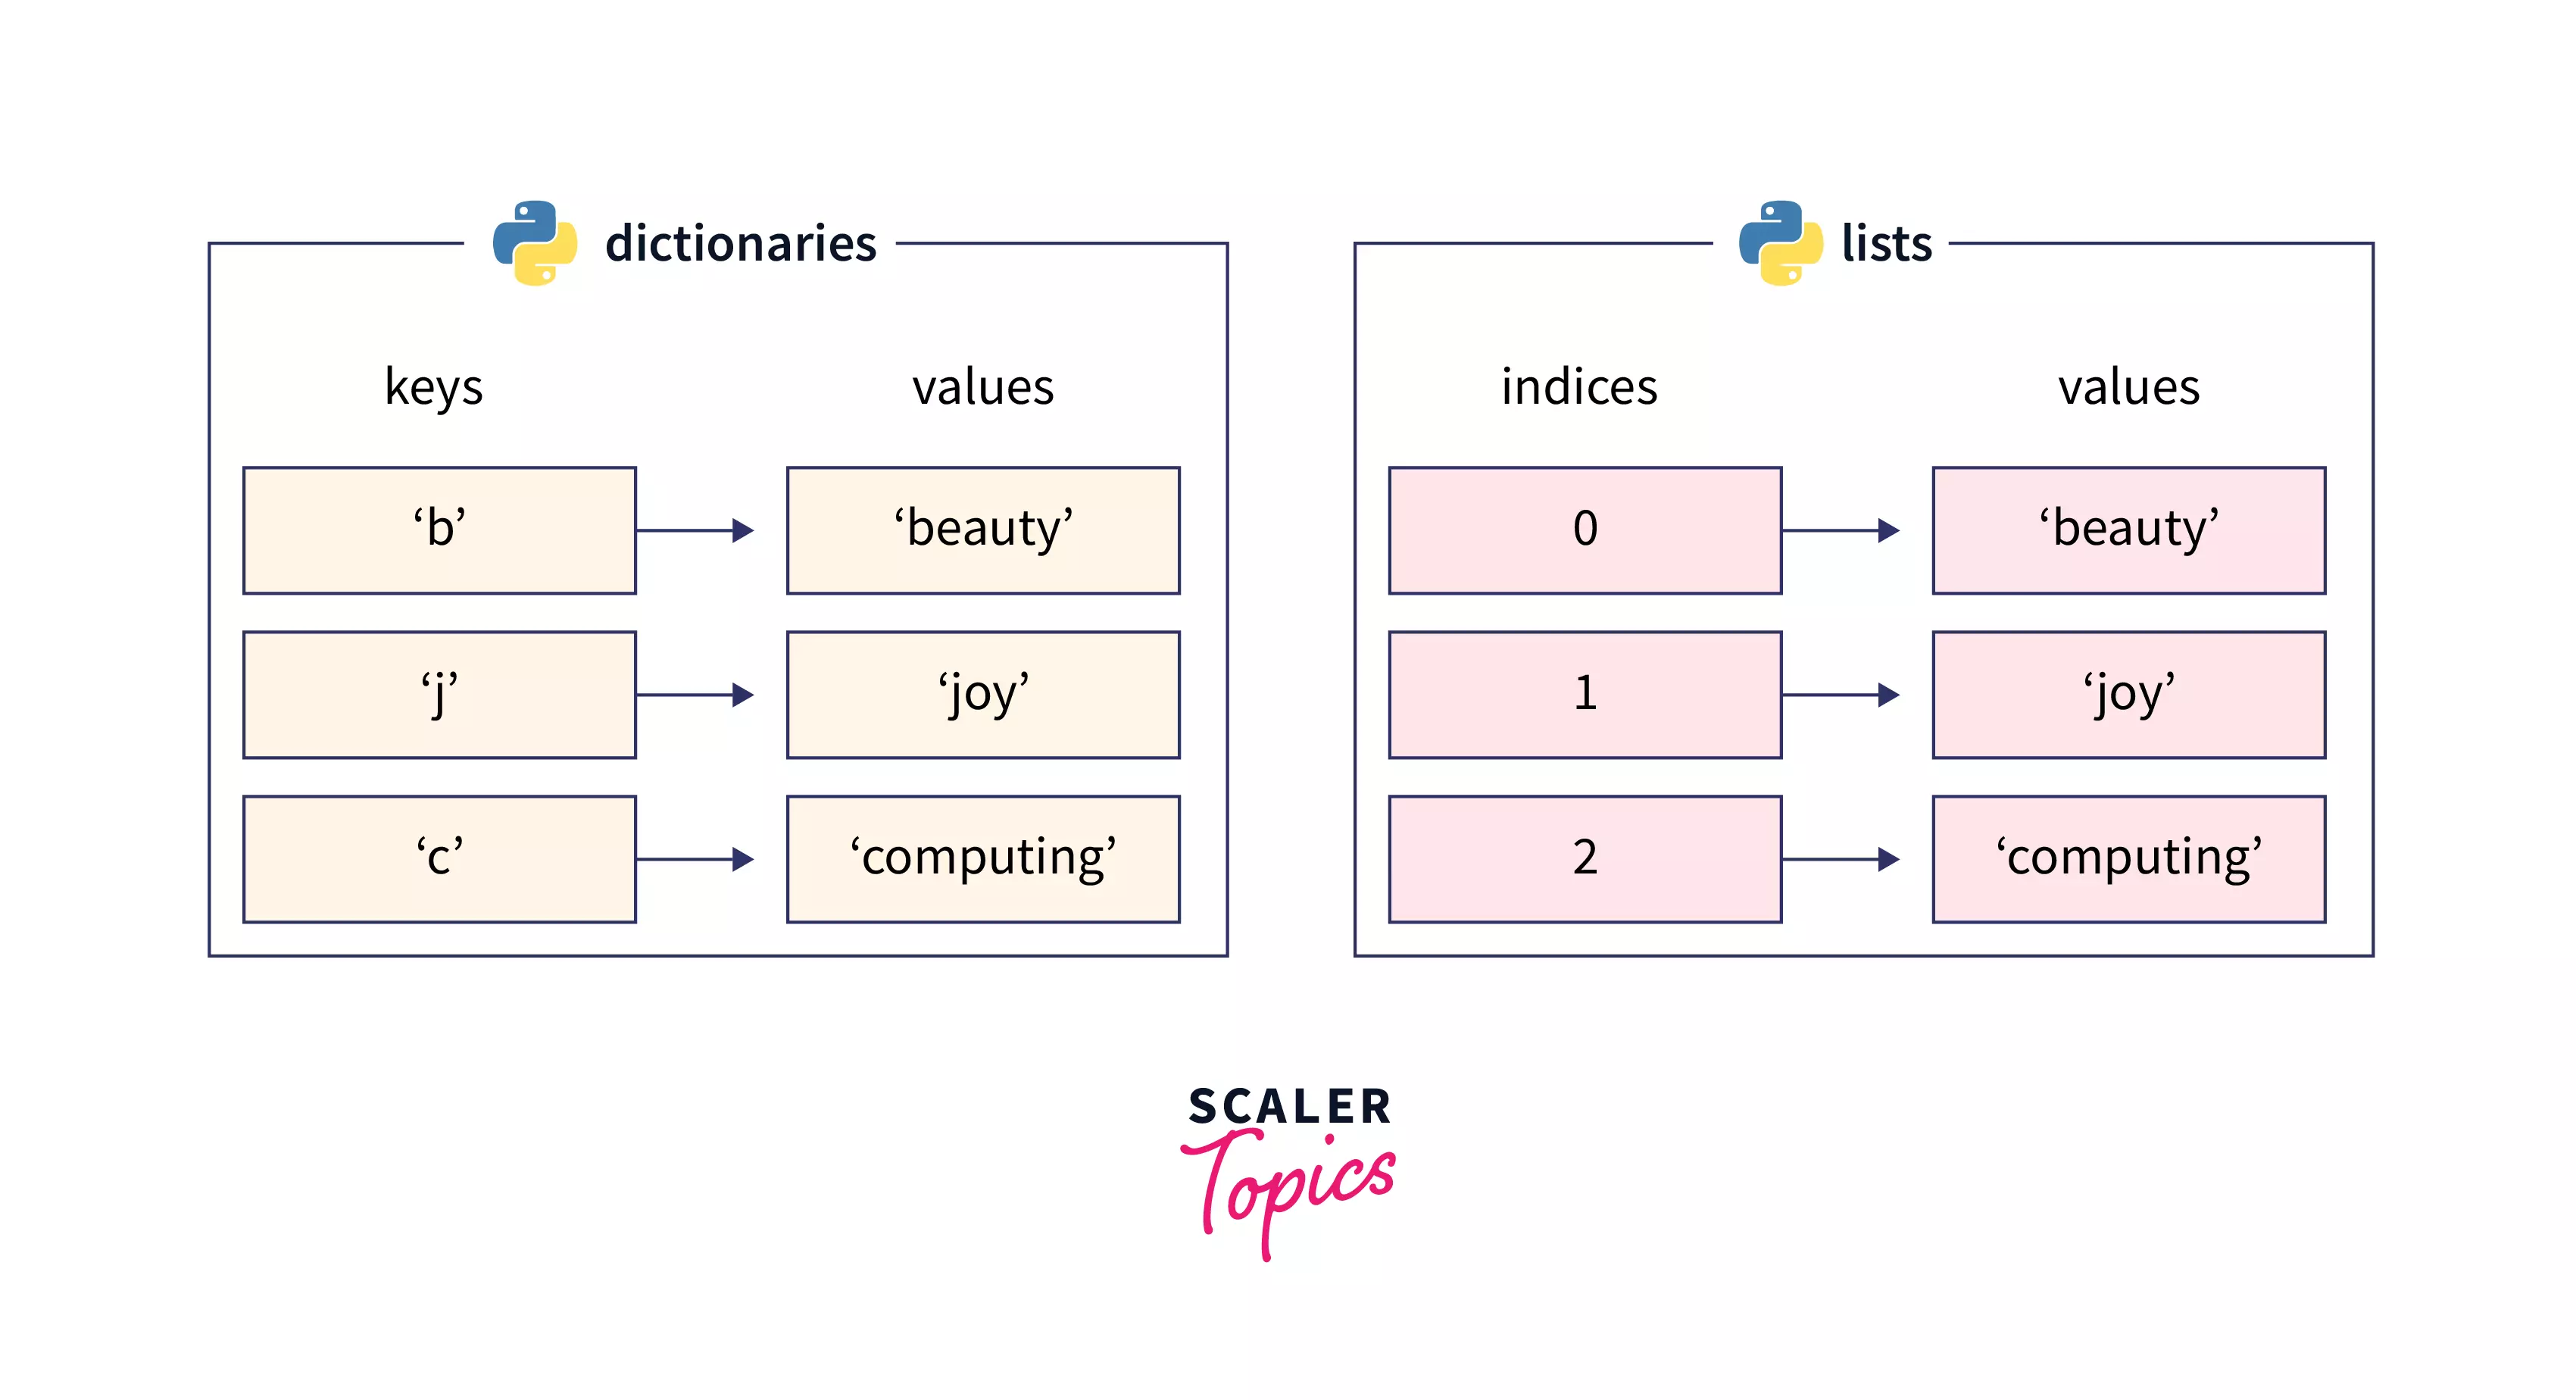 dictionaries
keys values
‘b’ ‘beauty’
‘j’ ‘joy’
‘c’ ‘computing’
lists
indices values
0 ‘beauty’
1 ‘joy’
2 ‘computing’
SCALER
Topics